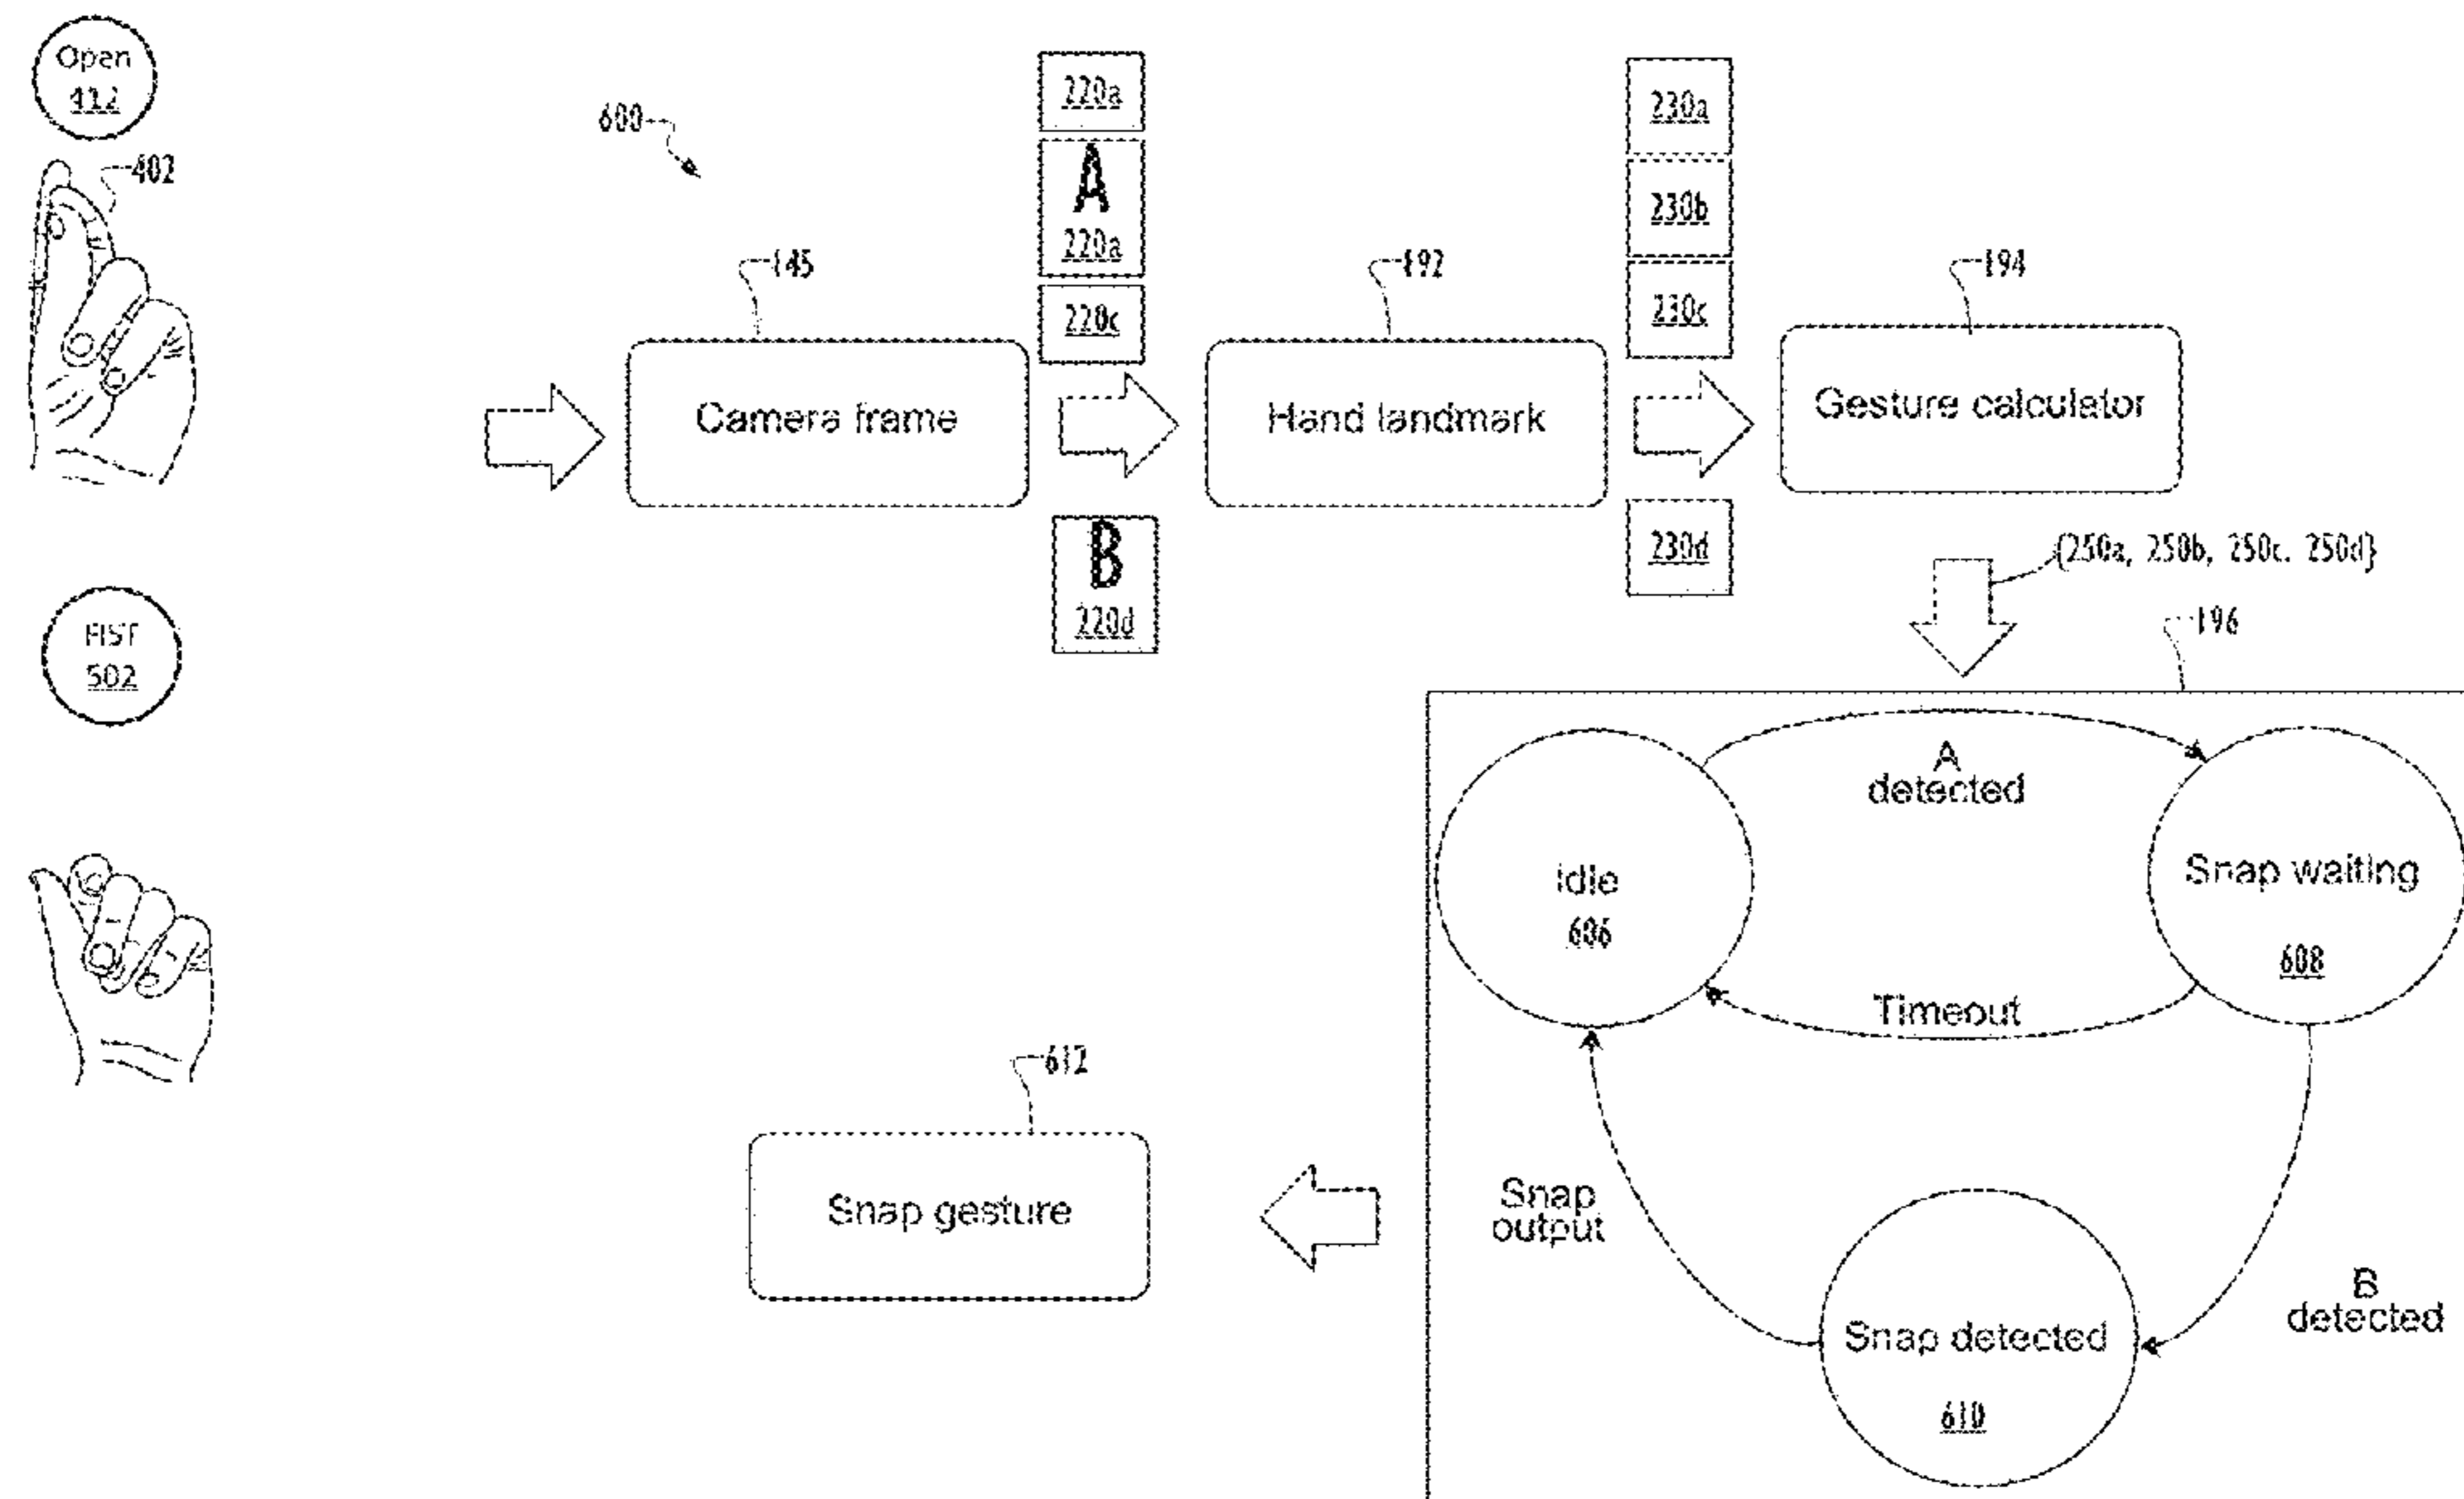 Open
412
402
600
145
220a
A
220a
220c
192
230a
230b
230c
194
Camera frame
Hand landmark
Gesture calculator
B
220d
230d
{250a, 250b, 250c. 250d}
196
FIST
502
A
detected
Idle
606
Snap waiting
608
Timeout
612
Snap gesture
Snap
output
B
detected
Snap detected
610